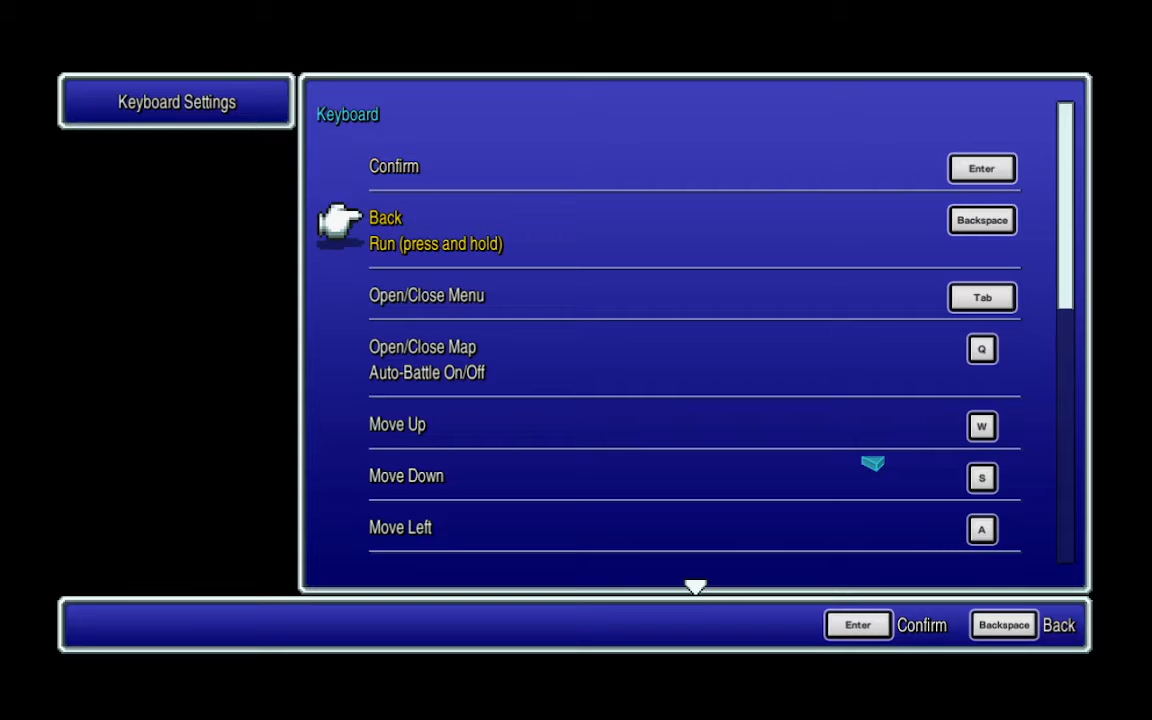 Keyboard Settings
Keyboard
Confirm Enter
Back Backspace
Run (press and hold)
Open/Close Menu Tab
Open/Close Map Q
Auto-Battle On/Off
Move Up W
Move Down S
Move Left A
Enter Confirm Backspace Back